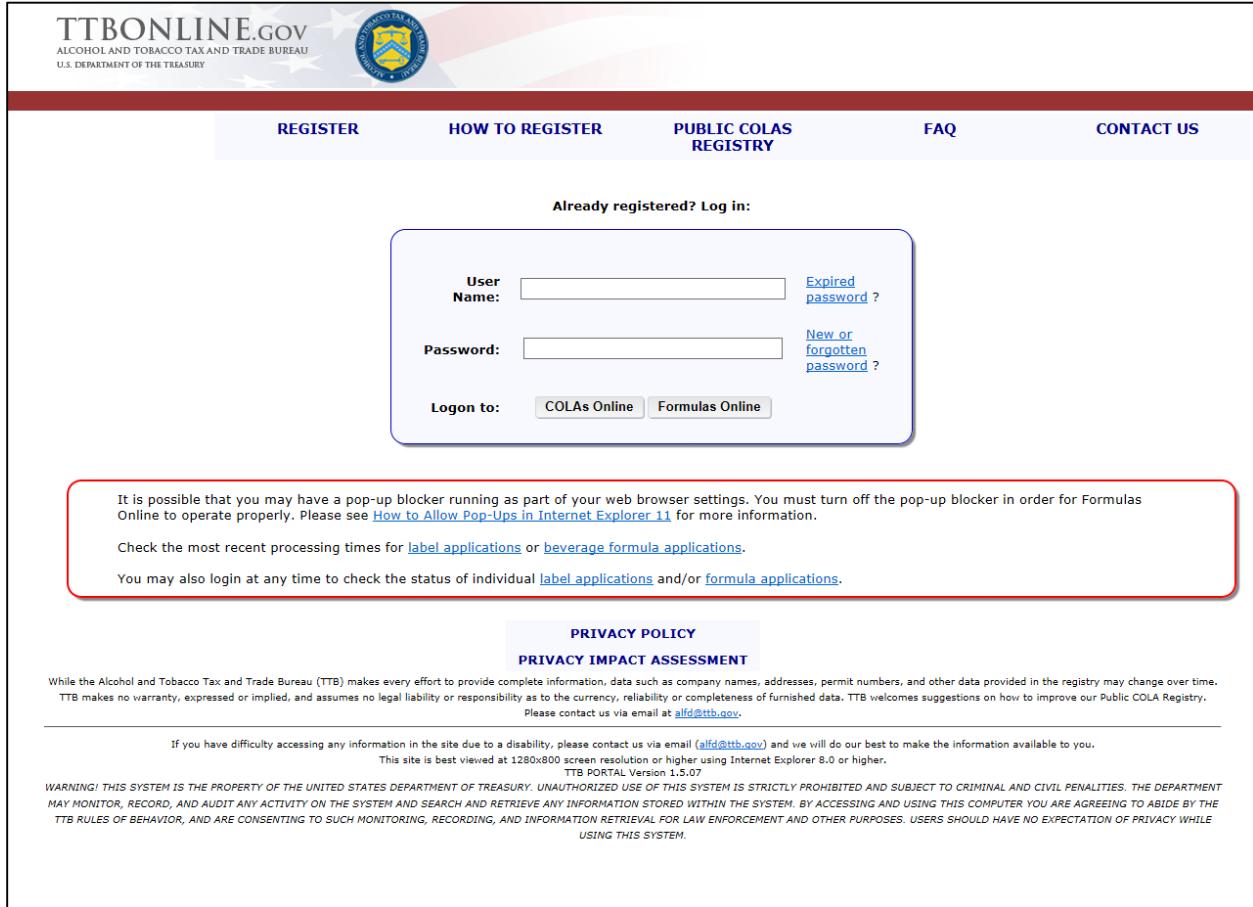 TTBONLINE.GOV
ALCOHOL AND TOBACCO TAX AND TRADE BUREAU
U.S. DEPARTMENT OF THE TREASURY
ALCOHOL AND TOBACCO TAX AND TRADE BUREAU
REGISTER
HOW TO REGISTER
PUBLIC COLAS
REGISTRY
FAQ
CONTACT US
Already registered? Log in:
User
Name:
Expired
password ?
Password:
New or
forgotten
password ?
Logon to:
COLAs Online
Formulas Online
It is possible that you may have a pop-up blocker running as part of your web browser settings. You must turn off the pop-up blocker in order for Formulas
Online to operate properly. Please see How to Allow Pop-Ups in Internet Explorer 11 for more information.
Check the most recent processing times for label applications or beverage formula applications.
You may also login at any time to check the status of individual label applications and/or formula applications.
PRIVACY POLICY
PRIVACY IMPACT ASSESSMENT
While the Alcohol and Tobacco Tax and Trade Bureau (TTB) makes every effort to provide complete information, data such as company names, addresses, permit numbers, and other data provided in the registry may change over time.
TTB makes no warranty, expressed or implied, and assumes no legal liability or responsibility as to the currency, reliability or completeness of furnished data. TTB welcomes suggestions on how to improve our Public COLA Registry.
Please contact us via email at alfd@ttb.gov.
If you have difficulty accessing any information in the site due to a disability, please contact us via email (alfd@ttb.gov) and we will do our best to make the information available to you.
This site is best viewed at 1280x800 screen resolution or higher using Internet Explorer 8.0 or higher.
TTB PORTAL Version 1.5.07
WARNING! THIS SYSTEM IS THE PROPERTY OF THE UNITED STATES DEPARTMENT OF TREASURY. UNAUTHORIZED USE OF THIS SYSTEM IS STRICTLY PROHIBITED AND SUBJECT TO CRIMINAL AND CIVIL PENALITIES. THE DEPARTMENT
MAY MONITOR, RECORD, AND AUDIT ANY ACTIVITY ON THE SYSTEM AND SEARCH AND RETRIEVE ANY INFORMATION STORED WITHIN THE SYSTEM. BY ACCESSING AND USING THIS COMPUTER YOU ARE AGREEING TO ABIDE BY THE
TTB RULES OF BEHAVIOR, AND ARE CONSENTING TO SUCH MONITORING, RECORDING, AND INFORMATION RETRIEVAL FOR LAW ENFORCEMENT AND OTHER PURPOSES. USERS SHOULD HAVE NO EXPECTATION OF PRIVACY WHILE
USING THIS SYSTEM.